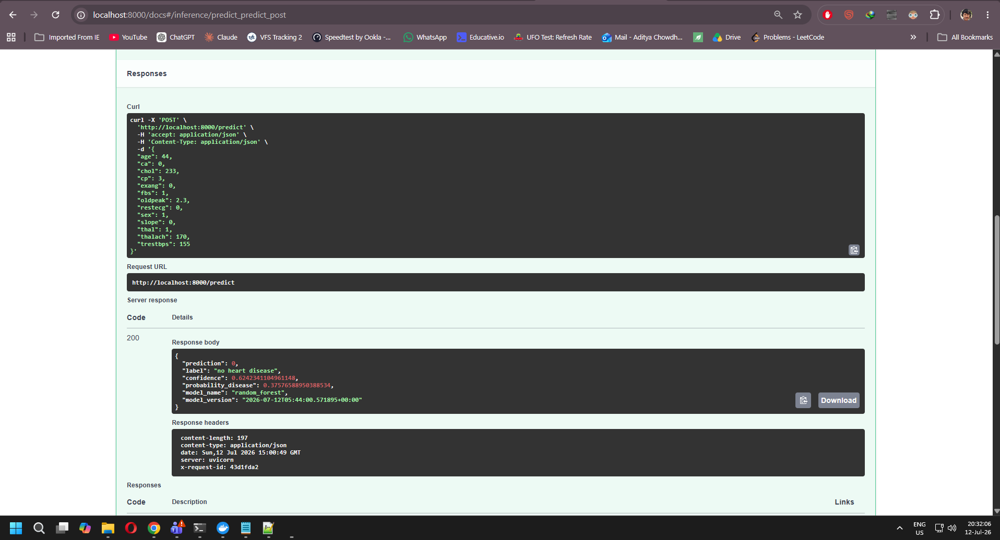 localhost:8000/docs#/inference/predict_predict_post
Imported From IE
YouTube
ChatGPT
Claude
VFS Tracking 2
Speedtest by Ookla -...
WhatsApp
Educative.io
UFO Test: Refresh Rate
Mail - Aditya Chowdh...
Drive
Problems - LeetCode
All Bookmarks
Responses
Curl
curl -X 'POST' \
'http://localhost:8000/predict' \
-H 'accept: application/json' \
-H 'Content-Type: application/json' \
-d '{
"age": 44,
"ca": 0,
"chol": 233,
"cp": 3,
"exang": 0,
"fbs": 1,
"oldpeak": 2.3,
"restecg": 0,
"sex": 1,
"slope": 0,
"thal": 1,
"thalach": 170,
"trestbps": 155
}'
Request URL
http://localhost:8000/predict
Server response
Code Details
200
Response body
{
"prediction": 0,
"label": "no heart disease",
"confidence": 0.6242341104961148,
"probability_disease": 0.37576588950388534,
"model_name": "random_forest",
"model_version": "2026-07-12T05:44:00.571895+00:00"
}
Download
Response headers
content-length: 197
content-type: application/json
date: Sun,12 Jul 2026 15:00:49 GMT
server: uvicorn
x-request-id: 43d1fda2
Responses
Code Description Links
ENG
US
20:32:06
12-Jul-26